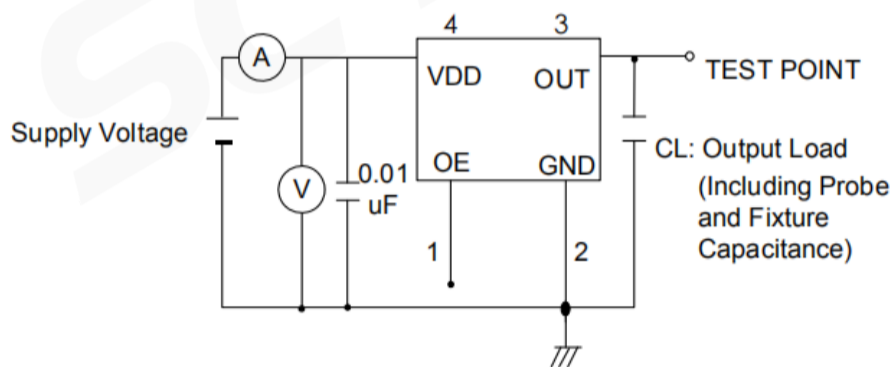 4 3
A
VDD OUT
TEST POINT
Supply Voltage
V
0.01
uF
OE GND
CL: Output Load
(Including Probe
and Fixture
Capacitance)
1 2